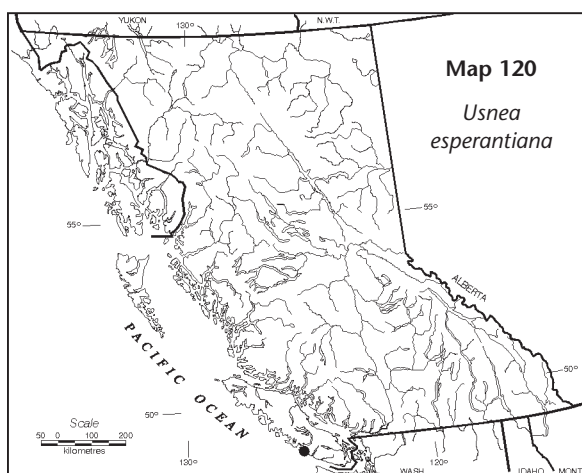 YUKON
130°
N.W.T.
Map 120
Usnea
esperantiana
55°
55°
ALBERTA
PACIFIC OCEAN
50°
50°
Scale
50 0 100 200
kilometres
130°
120°
WASH
IDAHO
MONT